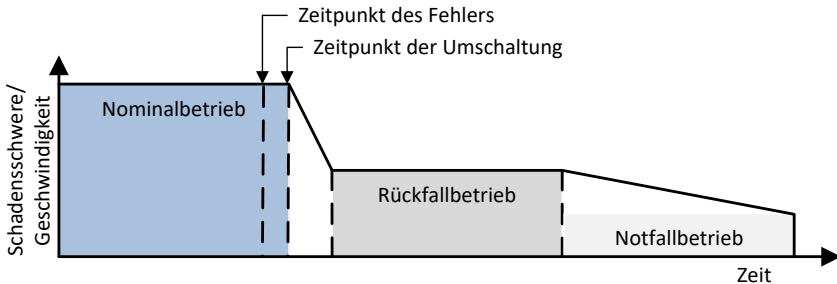 Zeitpunkt des Fehlers
Zeitpunkt der Umschaltung
Schadensschwere/
Geschwindigkeit
Nominalbetrieb
Rückfallbetrieb
Notfallbetrieb
Zeit